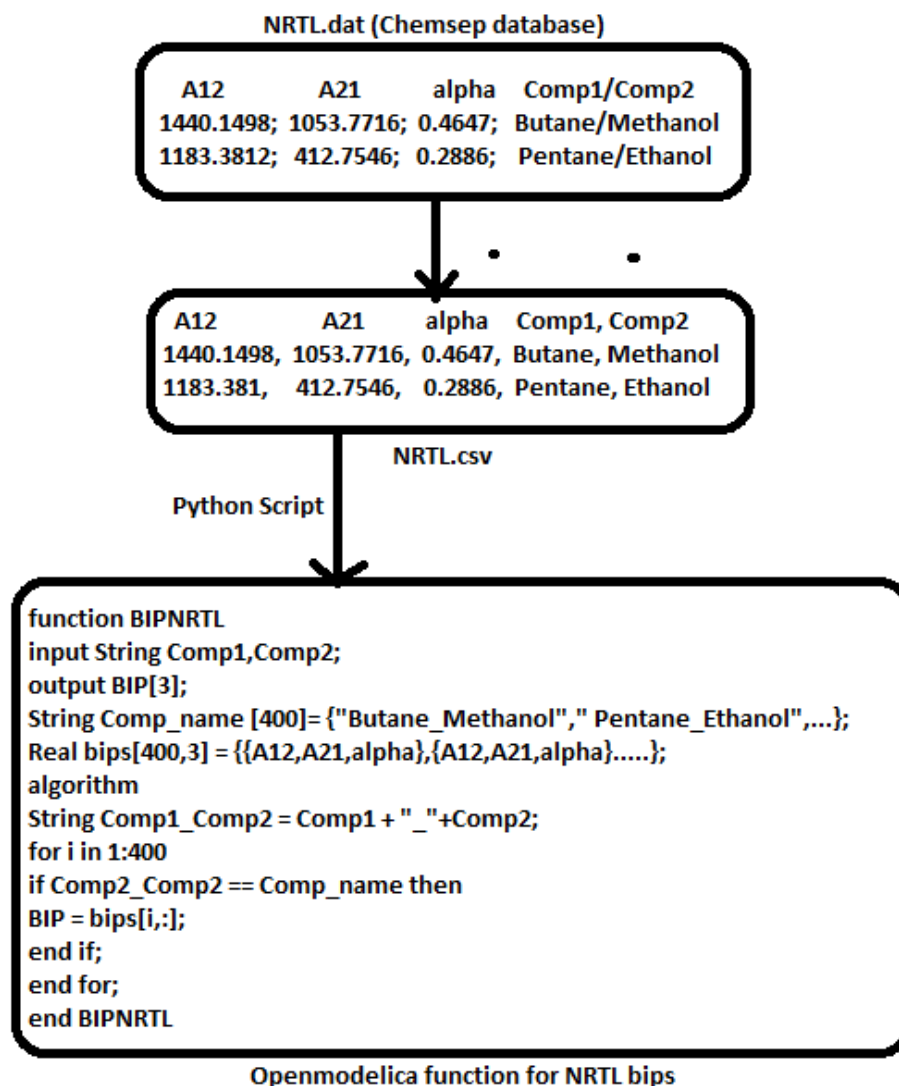 NRTL.dat (Chemsep database)
A12 A21 alpha Comp1/Comp2
1440.1498; 1053.7716; 0.4647; Butane/Methanol
1183.3812; 412.7546; 0.2886; Pentane/Ethanol
A12 A21 alpha Comp1, Comp2
1440.1498, 1053.7716, 0.4647, Butane, Methanol
1183.381, 412.7546, 0.2886, Pentane, Ethanol
NRTL.csv
Python Script
function BIPNRTL
input String Comp1,Comp2;
output BIP[3];
String Comp_name [400]= {"Butane_Methanol"," Pentane_Ethanol",...};
Real bips[400,3] = {{A12,A21,alpha},{A12,A21,alpha}.....};
algorithm
String Comp1_Comp2 = Comp1 + "_"+Comp2;
for i in 1:400
if Comp2_Comp2 == Comp_name then
BIP = bips[i,:];
end if;
end for;
end BIPNRTL
Openmodelica function for NRTL bips